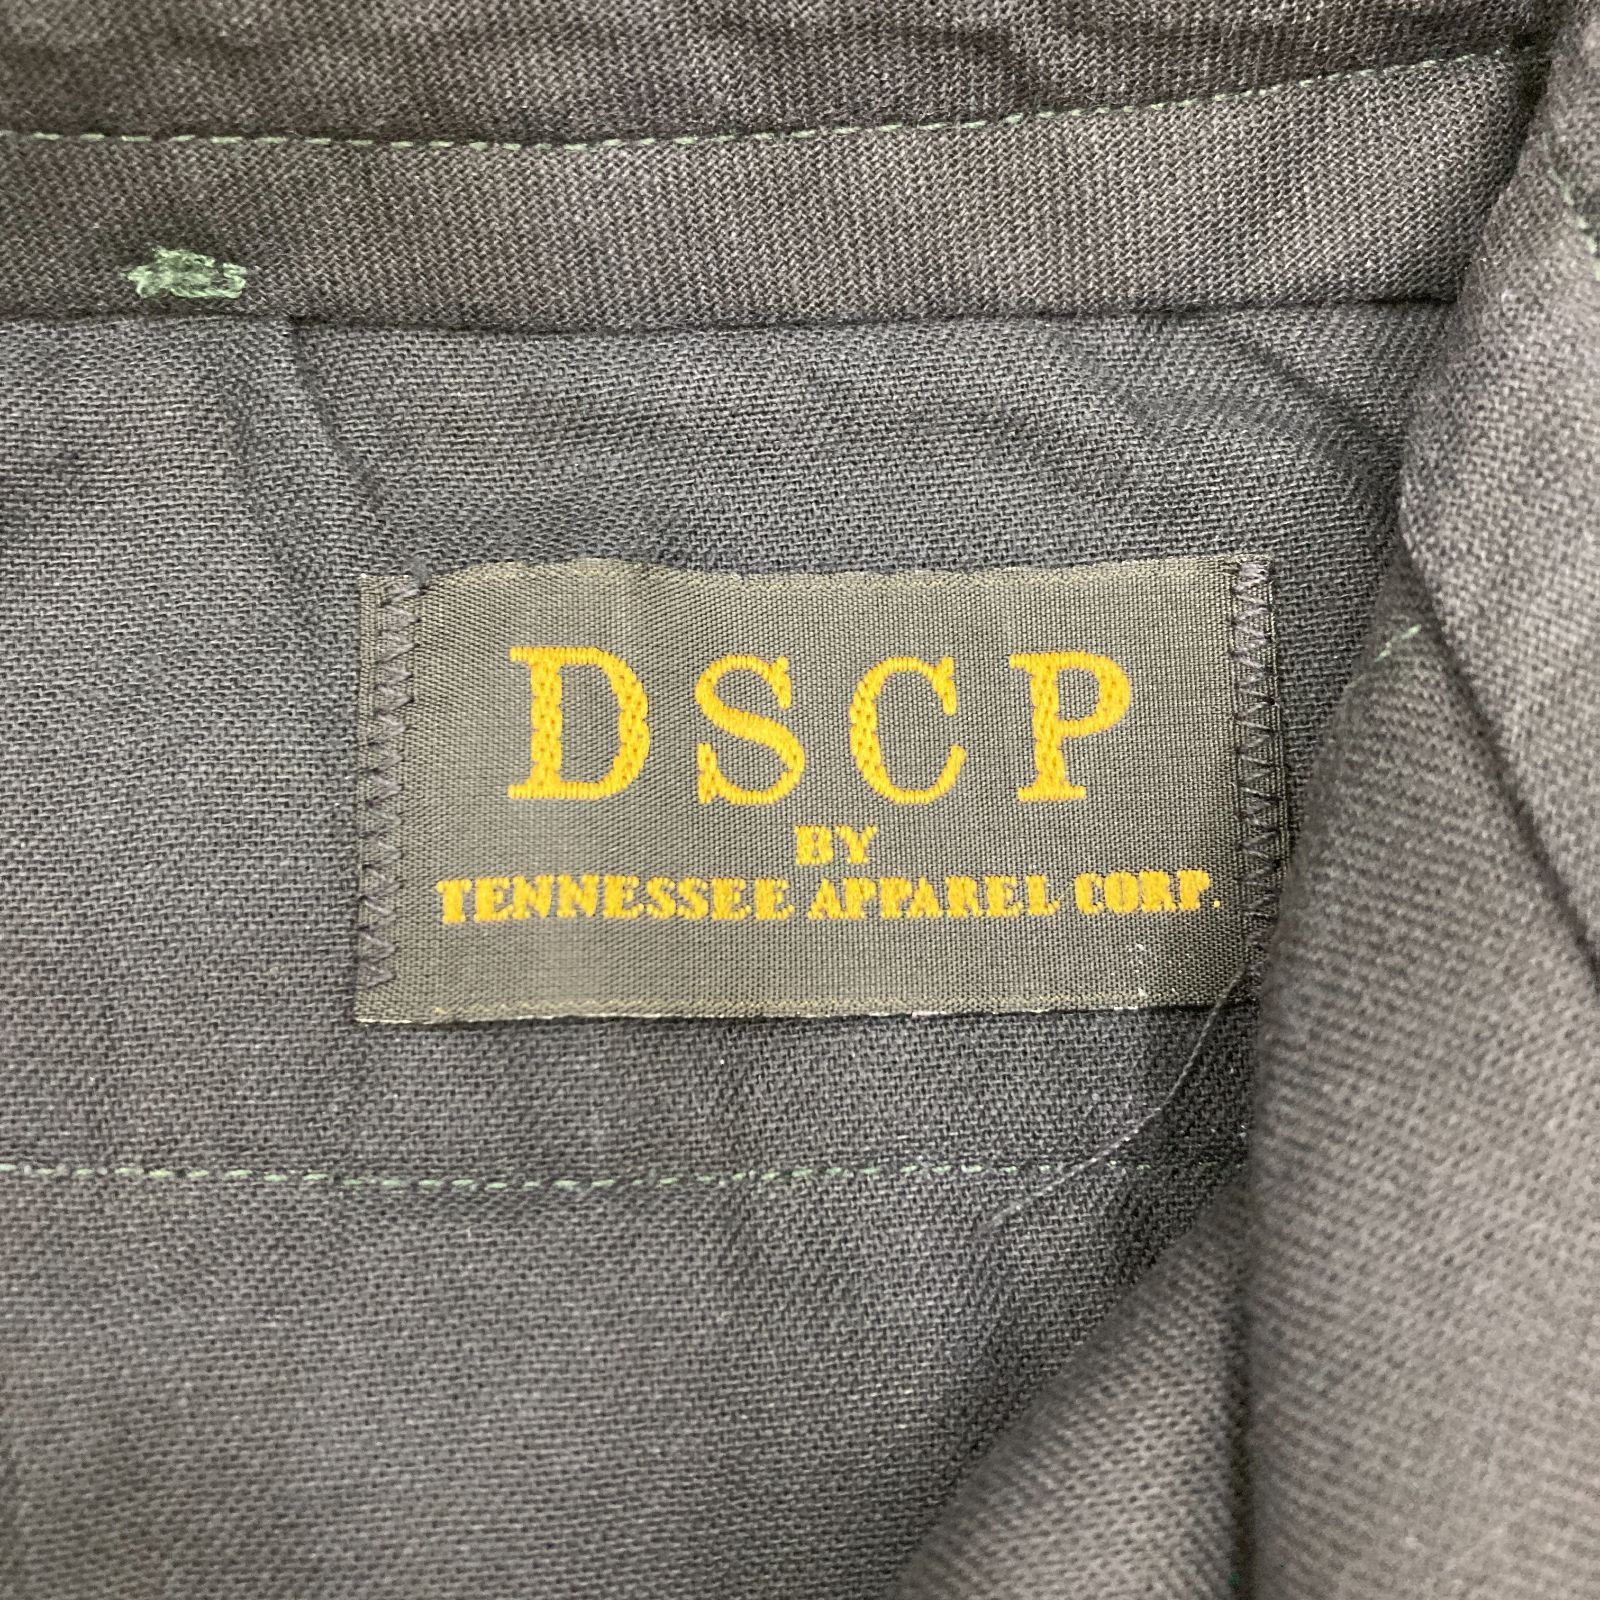 DSCP
BY
TENNESSEE APPAREL CORP.